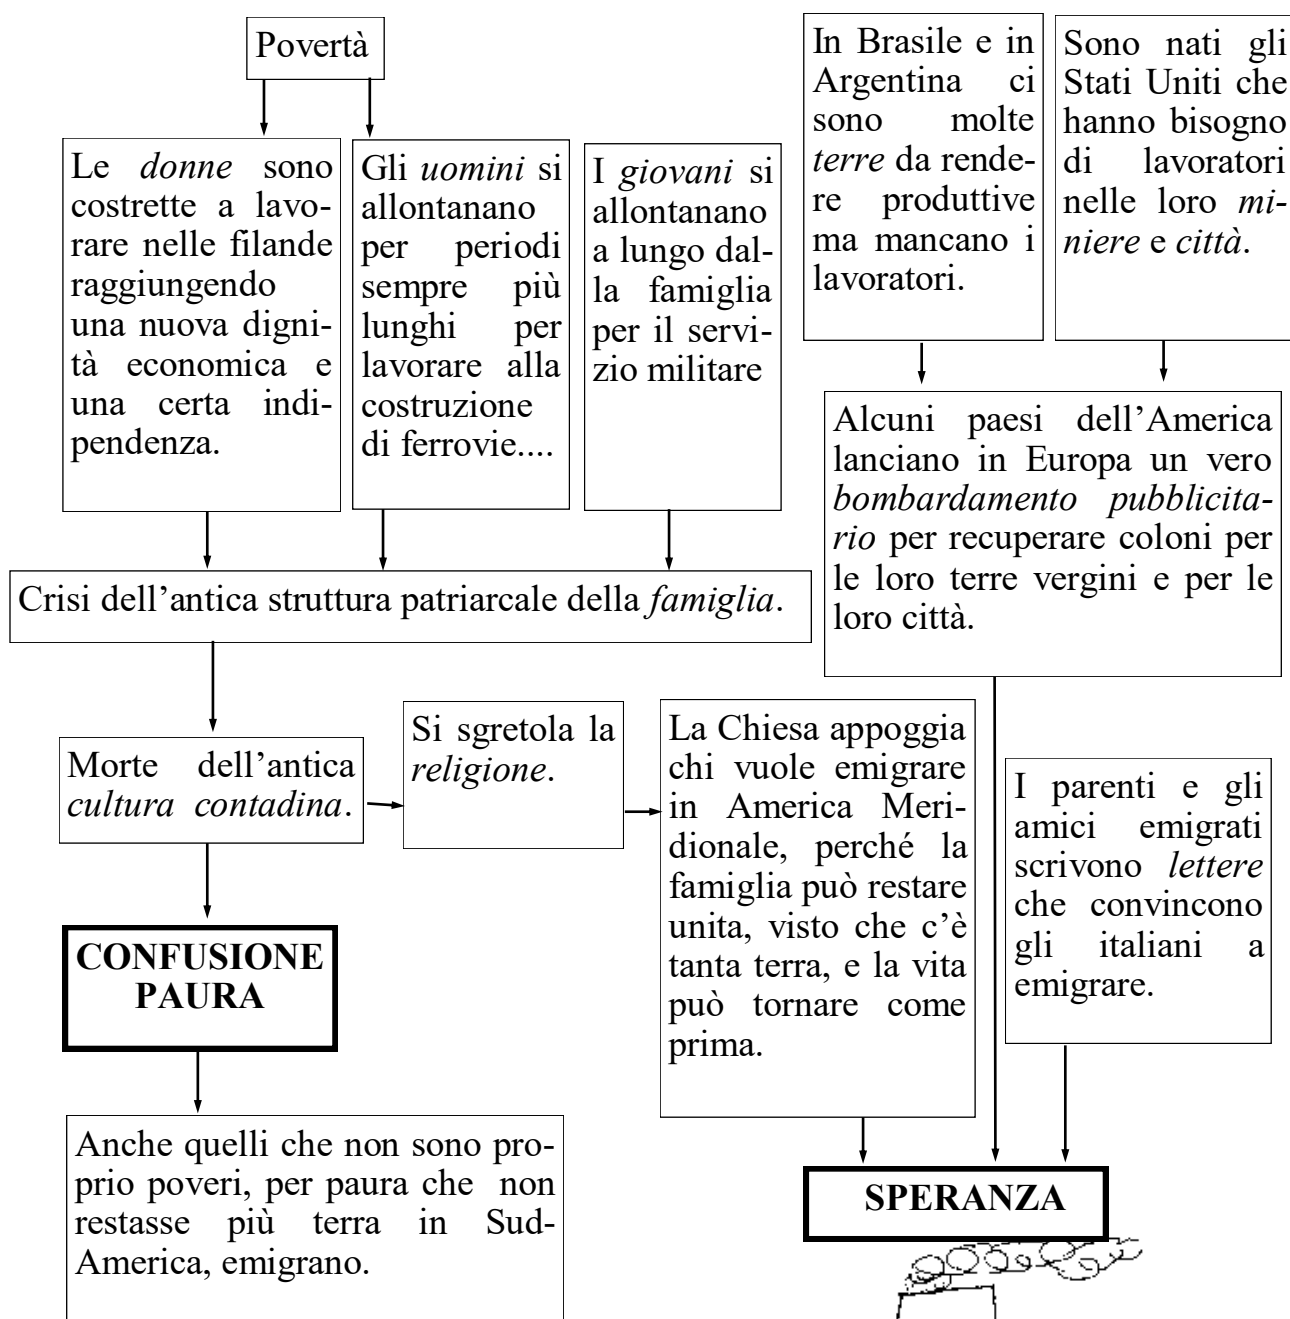 Povertà
Le donne sono
costrette a lavo-
rare nelle filande
raggiungendo
una nuova digni-
tà economica e
una certa indi-
pendenza.
Gli uomini si
allontanano
per periodi
sempre più
lunghi per
lavorare alla
costruzione
di ferrovie....
I giovani si
allontanano
a lungo dal-
la famiglia
per il servi-
zio militare
In Brasile e in
Argentina ci
sono molte
terre da rende-
re produttive
ma mancano i
lavoratori.
Sono nati gli
Stati Uniti che
hanno bisogno
di lavoratori
nelle loro mi-
niere e città.
Alcuni paesi dell’America
lanciano in Europa un vero
bombardamento pubblicita-
rio per recuperare coloni per
le loro terre vergini e per le
loro città.
Crisi dell’antica struttura patriarcale della famiglia.
Morte dell’antica
cultura contadina.
Si sgretola la
religione.
La Chiesa appoggia
chi vuole emigrare
in America Meri-
dionale, perché la
famiglia può restare
unita, visto che c’è
tanta terra, e la vita
può tornare come
prima.
I parenti e gli
amici emigrati
scrivono lettere
che convincono
gli italiani a
emigrare.
CONFUSIONE
PAURA
Anche quelli che non sono pro-
prio poveri, per paura che non
restasse più terra in Sud-
America, emigrano.
SPERANZA